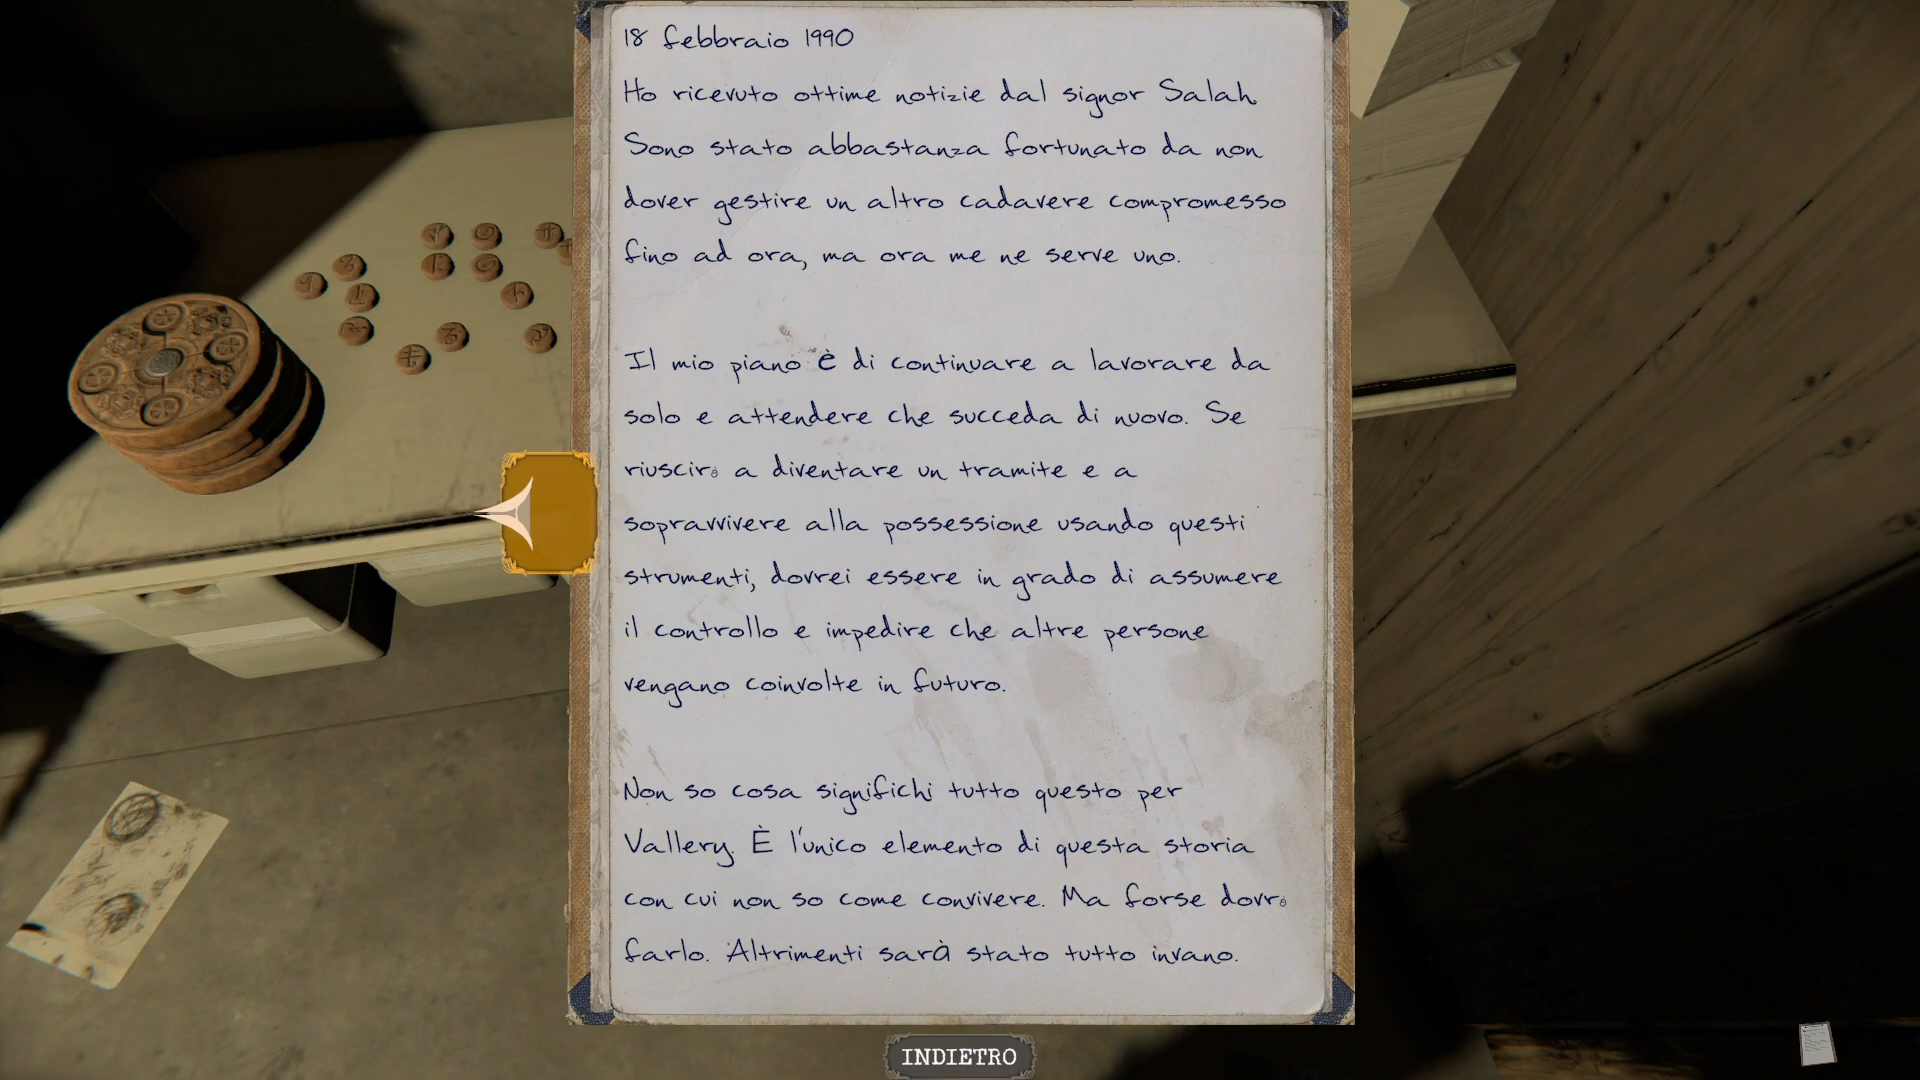 18 febbraio 1990
Ho ricevuto ottime notizie dal signor Salah.
Sono stato abbastanza fortunato da non
dover gestire un altro cadavere compromesso
fino ad ora, ma ora me ne serve uno.
Il mio piano è di continuare a lavorare da
solo e attendere che succeda di nuovo. Se
riuscirò a diventare un tramite e a
sopravvivere alla possessione usando questi
strumenti, dovrei essere in grado di assumere
il controllo e impedire che altre persone
vengano coinvolte in futuro.
Non so cosa significhi tutto questo per
Vallery. È l'unico elemento di questa storia
con cui non so come convivere. Ma forse dovrò
farlo. Altrimenti sarà stato tutto invano.
INDIETRO